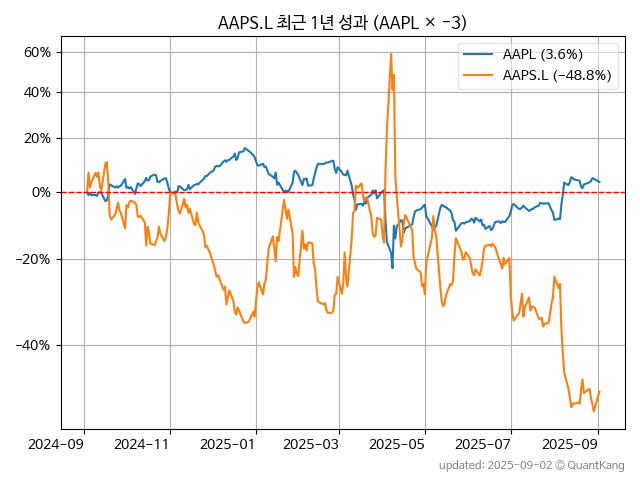 AAPS.L 최근 1년 성과 (AAPL × −3)
AAPL (3.6%)
AAPS.L (−48.8%)
60%
40%
20%
0%
−20%
−40%
2024-09 2024-11 2025-01 2025-03 2025-05 2025-07 2025-09
updated: 2025-09-02 © QuantKang